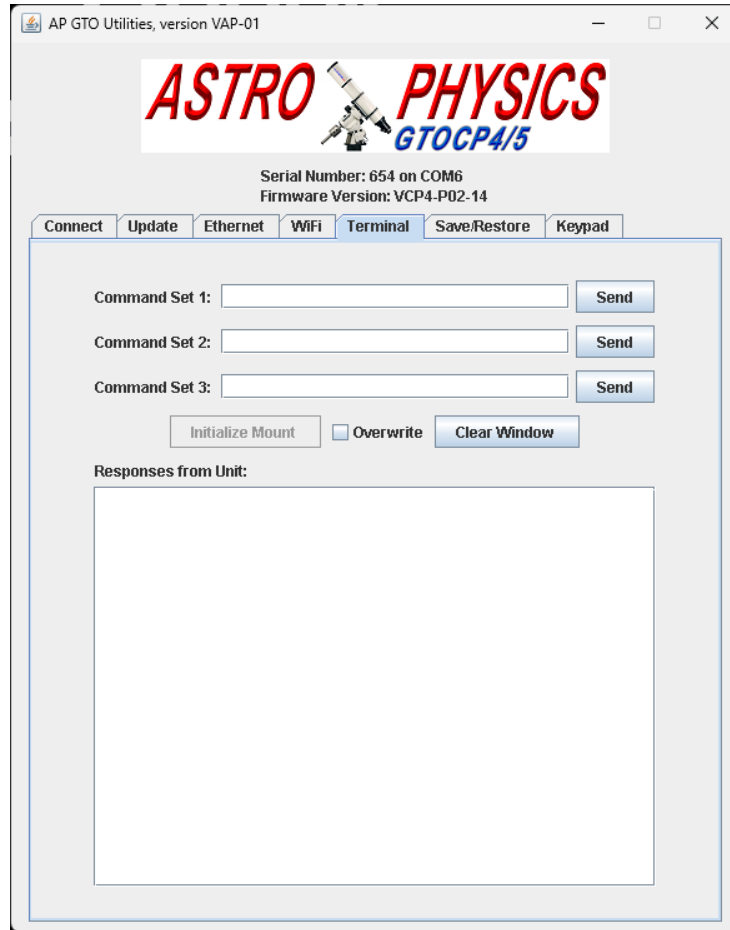 AP GTO Utilities, version VAP-01
ASTRO PHYSICS
GTOCP4/5
Serial Number: 654 on COM6
Firmware Version: VCP4-P02-14
Connect Update Ethernet WiFi Terminal Save/Restore Keypad
Command Set 1: Send
Command Set 2: Send
Command Set 3: Send
Initialize Mount Overwrite Clear Window
Responses from Unit: